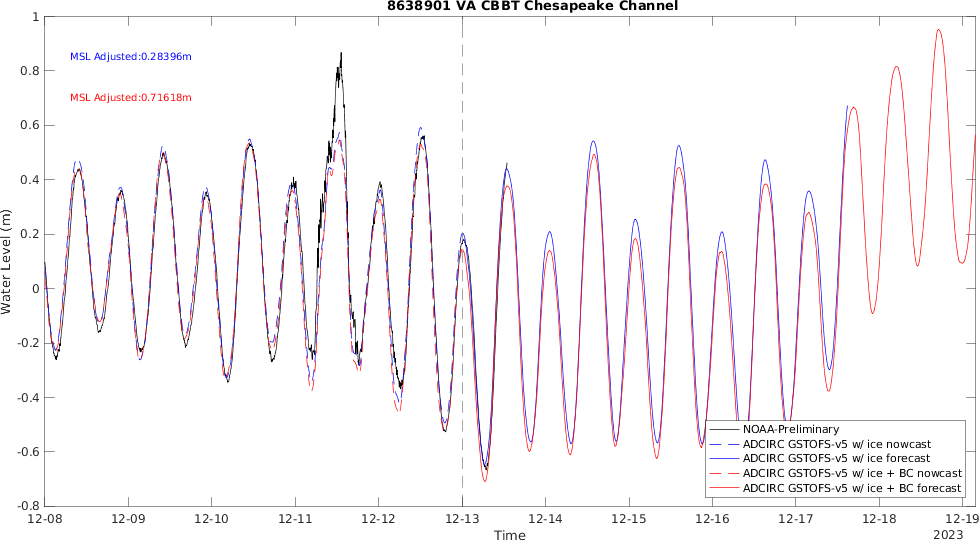 8638901 VA CBBT Chesapeake Channel
1
0.8
0.6
0.4
0.2
0
-0.2
-0.4
-0.6
-0.8
Water Level (m)
MSL Adjusted:0.28396m
MSL Adjusted:0.71618m
NOAA-Preliminary
ADCIRC GSTOFS-v5 w/ ice nowcast
ADCIRC GSTOFS-v5 w/ ice forecast
ADCIRC GSTOFS-v5 w/ ice + BC nowcast
ADCIRC GSTOFS-v5 w/ ice + BC forecast
12-08 12-09 12-10 12-11 12-12 12-13 12-14 12-15 12-16 12-17 12-18 12-19
Time
2023